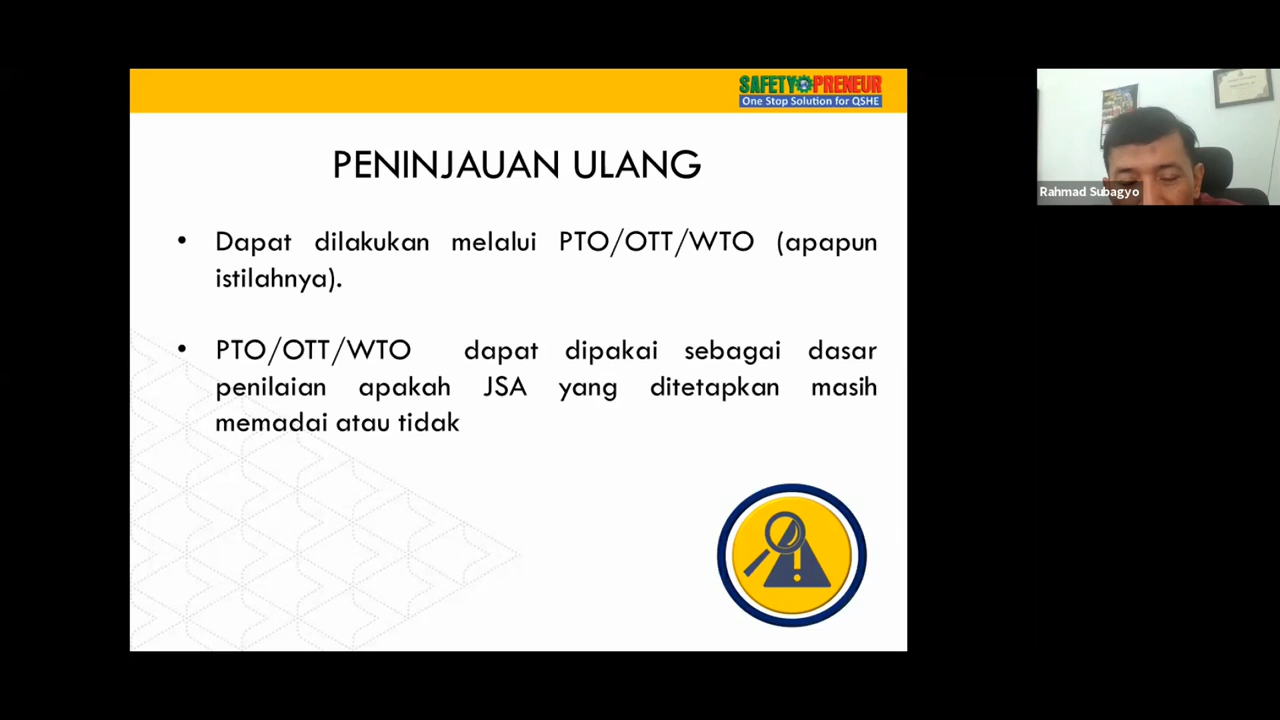 SAFETYPRENEUR
One Stop Solution for QSHE
PENINJAUAN ULANG
• Dapat dilakukan melalui PTO/OTT/WTO (apapun
istilahnya).
• PTO/OTT/WTO dapat dipakai sebagai dasar
penilaian apakah JSA yang ditetapkan masih
memadai atau tidak
Rahmad Subagyo